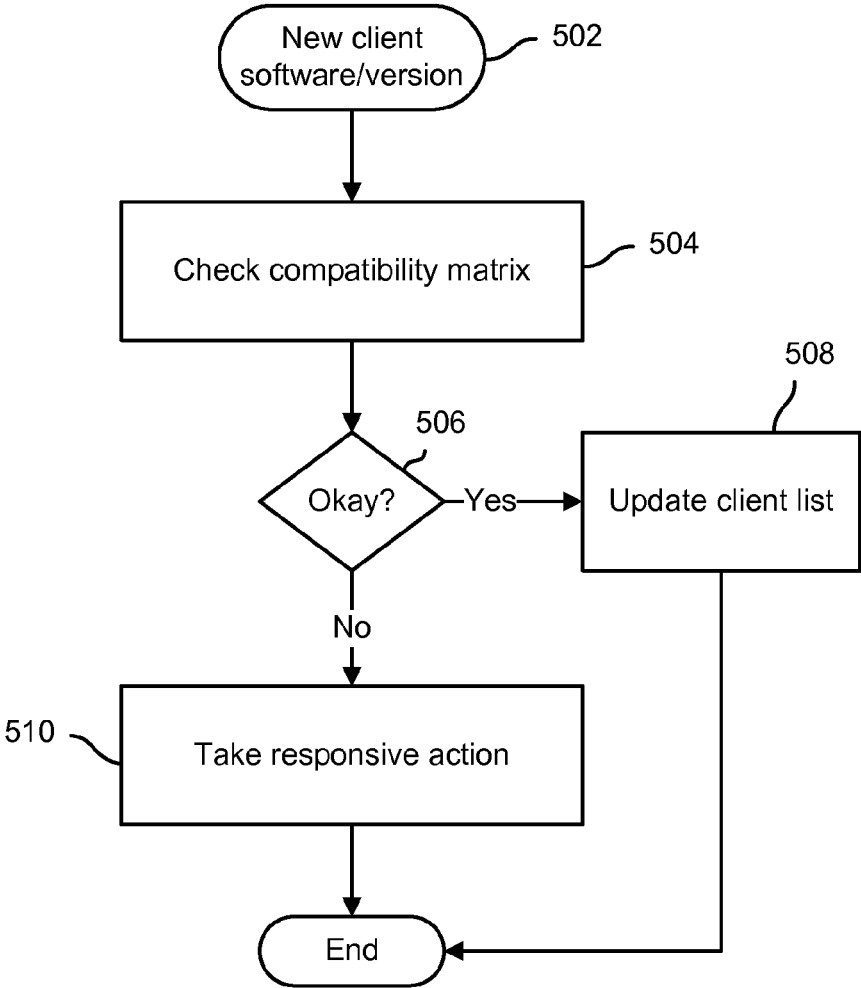 New client
software/version
502
Check compatibility matrix
504
506
508
Okay?
Yes
Update client list
No
510
Take responsive action
End